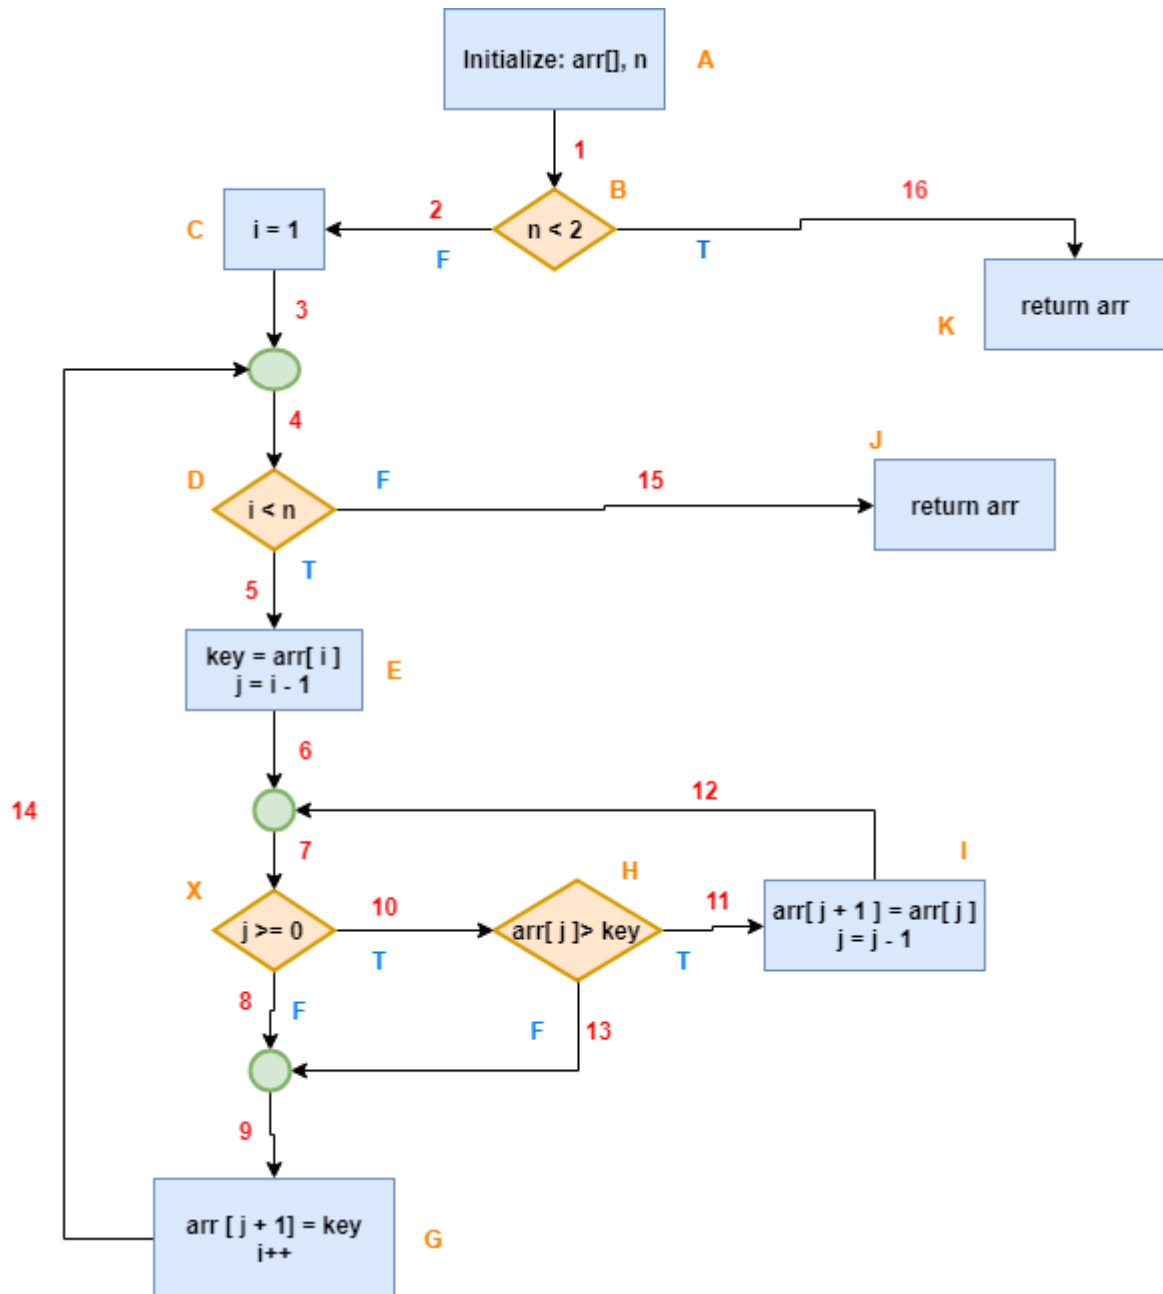 Initialize: arr[], n
A
1
B
16
C
i = 1
2
n < 2
F
T
return arr
K
3
4
J
D
F
15
i < n
return arr
T
5
key = arr[ i ]
j = i - 1
E
6
14
12
7
I
X
H
10
11
j >= 0
arr[ j ]> key
arr[ j + 1 ] = arr[ j ]
j = j - 1
T
T
8
F
F
13
9
arr [ j + 1] = key
i++
G